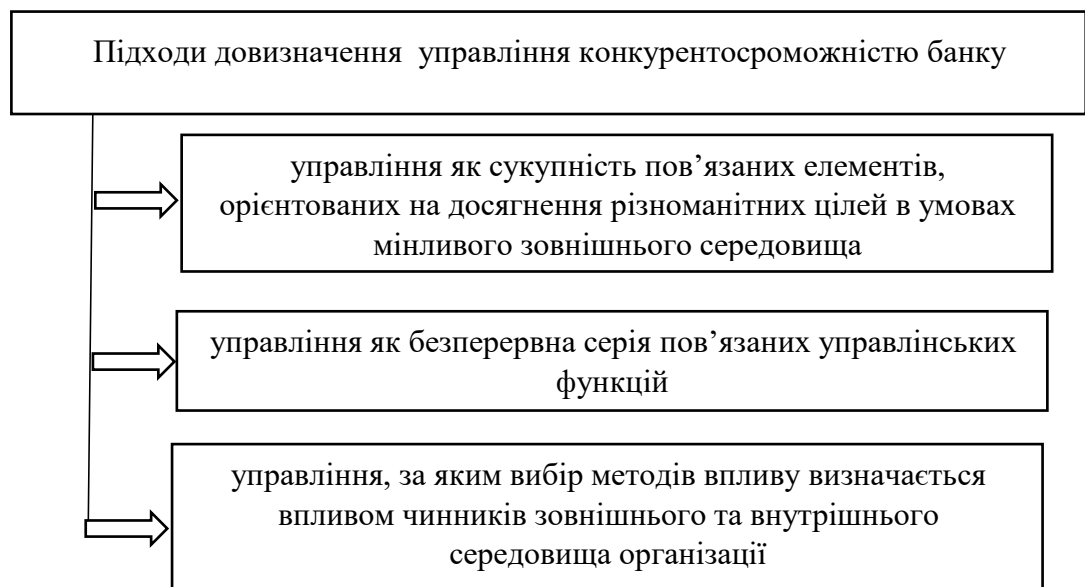 Підходи довизначення управління конкурентосроможністю банку
управління як сукупність пов’язаних елементів,
орієнтованих на досягнення різноманітних цілей в умовах
мінливого зовнішнього середовища
управління як безперервна серія пов’язаних управлінських
функцій
управління, за яким вибір методів впливу визначається
впливом чинників зовнішнього та внутрішнього
середовища організації